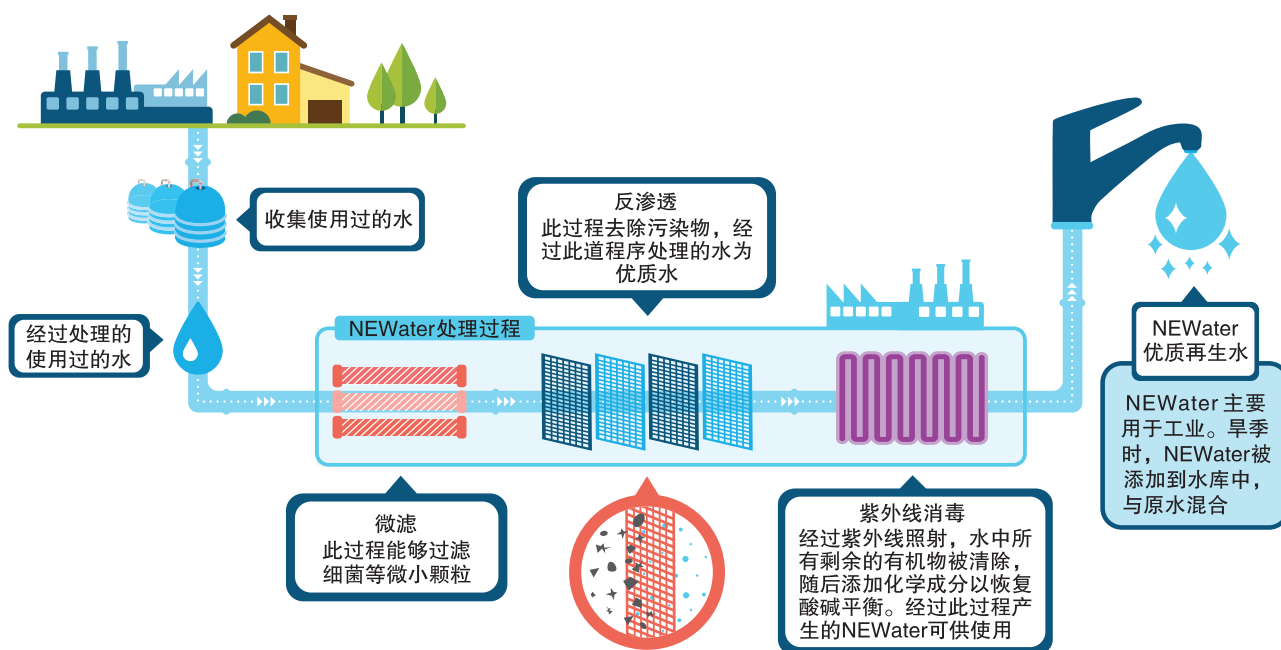 收集使用过的水
经过处理的
使用过的水
反渗透
此过程去除污染物，经
过此道程序处理的水为
优质水
NEWater处理过程
微滤
此过程能够过滤
细菌等微小颗粒
紫外线消毒
经过紫外线照射，水中所
有剩余的有机物被清除，
随后添加化学成分以恢复
酸碱平衡。经过此过程产
生的NEWater可供使用
NEWater
优质再生水
NEWater 主要
用于工业。旱季
时，NEWater被
添加到水库中，
与原水混合